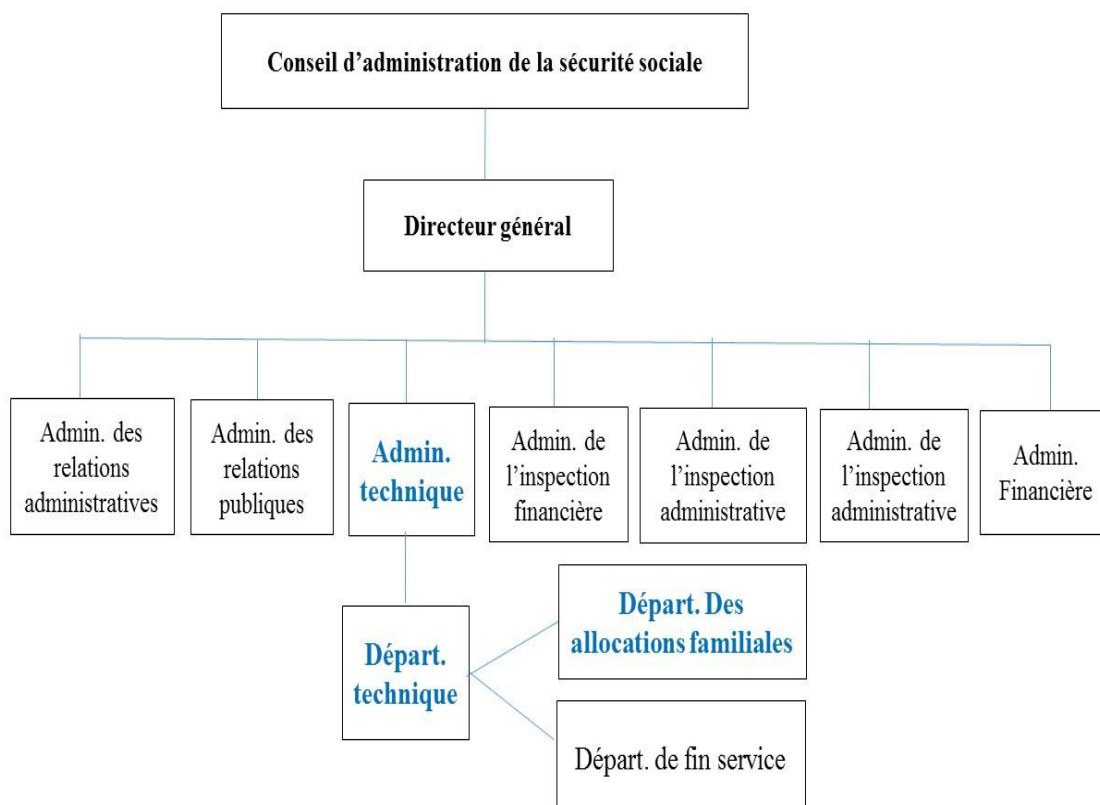 Conseil d’administration de la sécurité sociale
Directeur général
Admin. des
relations
administratives
Admin. des
relations
publiques
Admin.
technique
Admin. de
l’inspection
financière
Admin. de
l’inspection
administrative
Admin. de
l’inspection
administrative
Admin.
Financière
Départ.
technique
Départ. Des
allocations familiales
Départ. de fin service